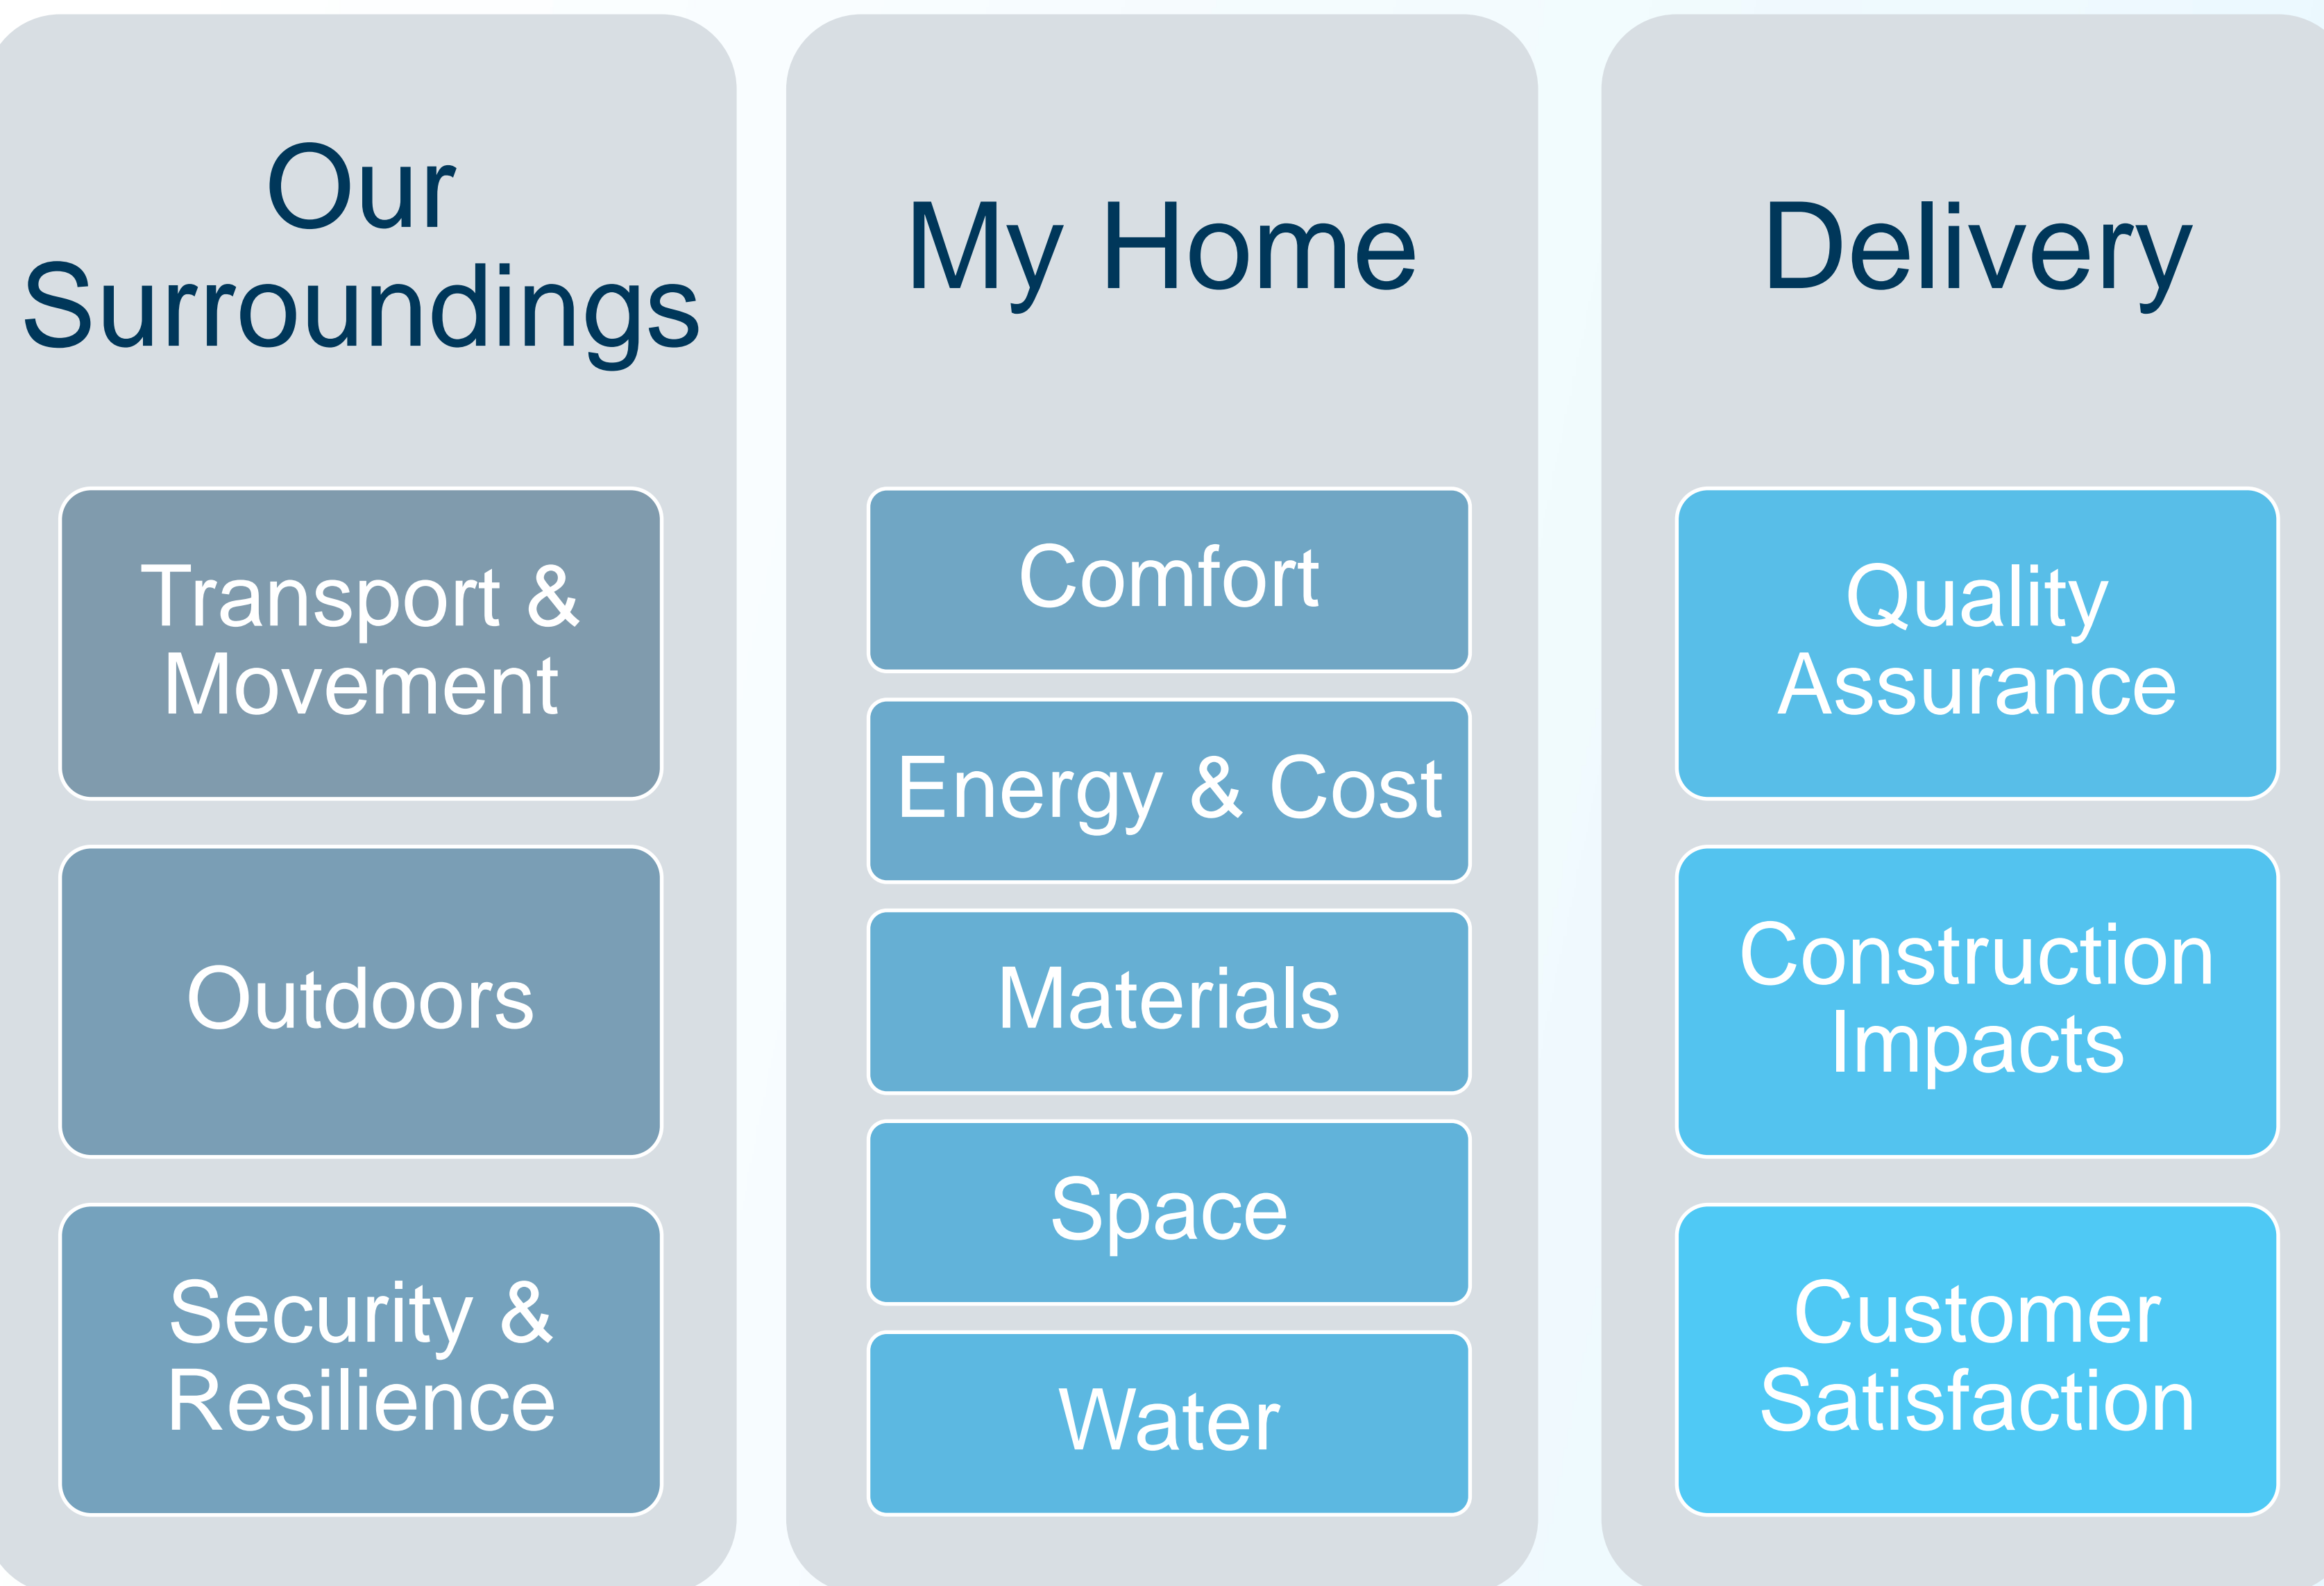 Our
Surroundings
Transport &
Movement
Outdoors
Security &
Resilience
My Home
Comfort
Energy & Cost
Materials
Space
Water
Delivery
Quality
Assurance
Construction
Impacts
Customer
Satisfaction